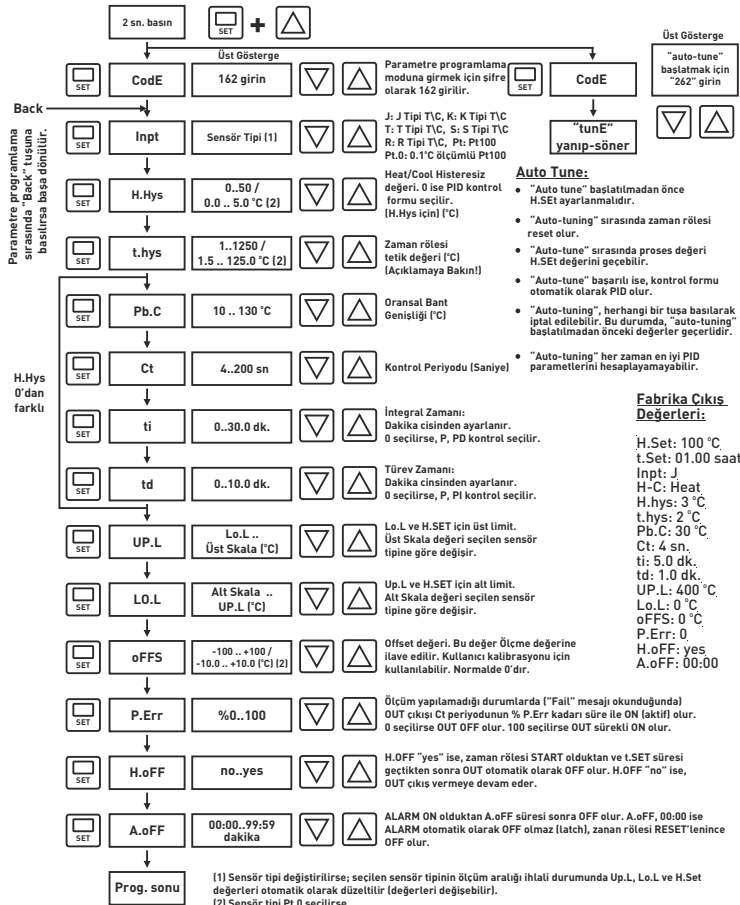 2 sn. basın
SET
+
Üst Gösterge
SET
CodE
162 girin
Parametre programlama
moduna girmek için şifre
olarak 162 girilir.
SET
CodE
Üst Gösterge
“auto-tune”
başlatmak için
“262” girin
“tunE”
yanıp-söner
Back
Parametre programlama
sırasında “Back” tuşuna
basılırsa başa dönülür.
SET
Inpt
Sensör Tipi (1)
J: J Tipi T\C, K: K Tipi T\C
T: T Tipi T\C, S: S Tipi T\C
R: R Tipi T\C, Pt: Pt100
Pt.0: 0.1°C ölçümlü Pt100
SET
H.Hys
0..50 /
0.0 .. 5.0 °C (2)
Heat/Cool Histeresiz
değeri. 0 ise PID kontrol
formu seçilir.
(H.Hys için) (°C)
SET
t.hys
1..1250 /
1.5 .. 125.0 °C (2)
Zaman rölesi
tetik değeri (°C)
(Açıklamaya Bakın!)
H.Hys
0’dan
farklı
SET
Pb.C
10 .. 130 °C
Oransal Bant
Genişliği (°C)
SET
Ct
4..200 sn
Kontrol Periyodu (Saniye)
SET
ti
0..30.0 dk.
İntegral Zamanı:
Dakika cisinden ayarlanır.
0 seçilirse, P, PD kontrol seçilir.
SET
td
0..10.0 dk.
Türev Zamanı:
Dakika cinsinden ayarlanır.
0 seçilirse, P, PI kontrol seçilir.
SET
UP.L
Lo.L ..
Üst Skala (°C)
Lo.L ve H.SET için üst limit.
Üst Skala değeri seçilen sensör
tipine göre değişir.
SET
LO.L
Alt Skala ..
UP.L (°C)
Up.L ve H.SET için alt limit.
Alt Skala değeri seçilen sensör
tipine göre değişir.
SET
oFFS
-100 .. +100 /
-10.0 .. +10.0 (°C) (2)
Offset değeri. Bu değer Ölçme değerine
ilave edilir. Kullanıcı kalibrasyonu için
kullanılabilir. Normalde 0’dır.
SET
P.Err
%0..100
Ölçüm yapılamadığı durumlarda (“Fail” mesajı okunduğunda)
OUT çıkışı Ct periyodunun % P.Err kadarı süre ile ON (aktif) olur.
0 seçilirse OUT OFF olur. 100 seçilirse OUT sürekli ON olur.
SET
H.oFF
no..yes
H.OFF “yes” ise, zaman rölesi START olduktan ve t.SET süresi
geçtikten sonra OUT otomatik olarak OFF olur. H.OFF “no” ise,
OUT çıkış vermeye devam eder.
SET
A.oFF
00:00..99:59
dakika
ALARM ON olduktan A.oFF süresi sonra OFF olur. A.oFF, 00:00 ise
ALARM otomatik olarak OFF olmaz (latch), zanan rölesi RESET’lenince
OFF olur.
Prog. sonu
Auto Tune:
• “Auto tune” başlatılmadan önce
H.SEt ayarlanmalıdır.
• “Auto-tuning” sırasında zaman rölesi
reset olur.
• “Auto-tune” sırasında proses değeri
H.SEt değerini geçebilir.
• “Auto-tune” başarılı ise, kontrol formu
otomatik olarak PID olur.
• “Auto-tuning”, herhangi bir tuşa basılarak
iptal edilebilir. Bu durumda, “auto-tuning”
başlatılmadan önceki değerler geçerlidir.
• “Auto-tuning” her zaman en iyi PID
parametrelerini hesaplayamayabilir.
Fabrika Çıkış
Değerleri:
H.Set: 100 °C
t.Set: 01.00 saat
Inpt: J
H-C: Heat
H.hys: 3 °C
t.hys: 2 °C
Pb.C: 30 °C
Ct: 4 sn.
ti: 5.0 dk.
td: 1.0 dk.
UP.L: 400 °C
Lo.L: 0 °C
oFFS: 0 °C
P.Err: 0
H.oFF: yes
A.oFF: 00:00
(1) Sensör tipi değiştirilirse; seçilen sensör tipinin ölçüm aralığı ihlali durumunda Up.L, Lo.L ve H.Set
değerleri otomatik olarak düzeltilir (değerleri değişebilir).
(2) Sensör tipi Pt.0 seçilirse